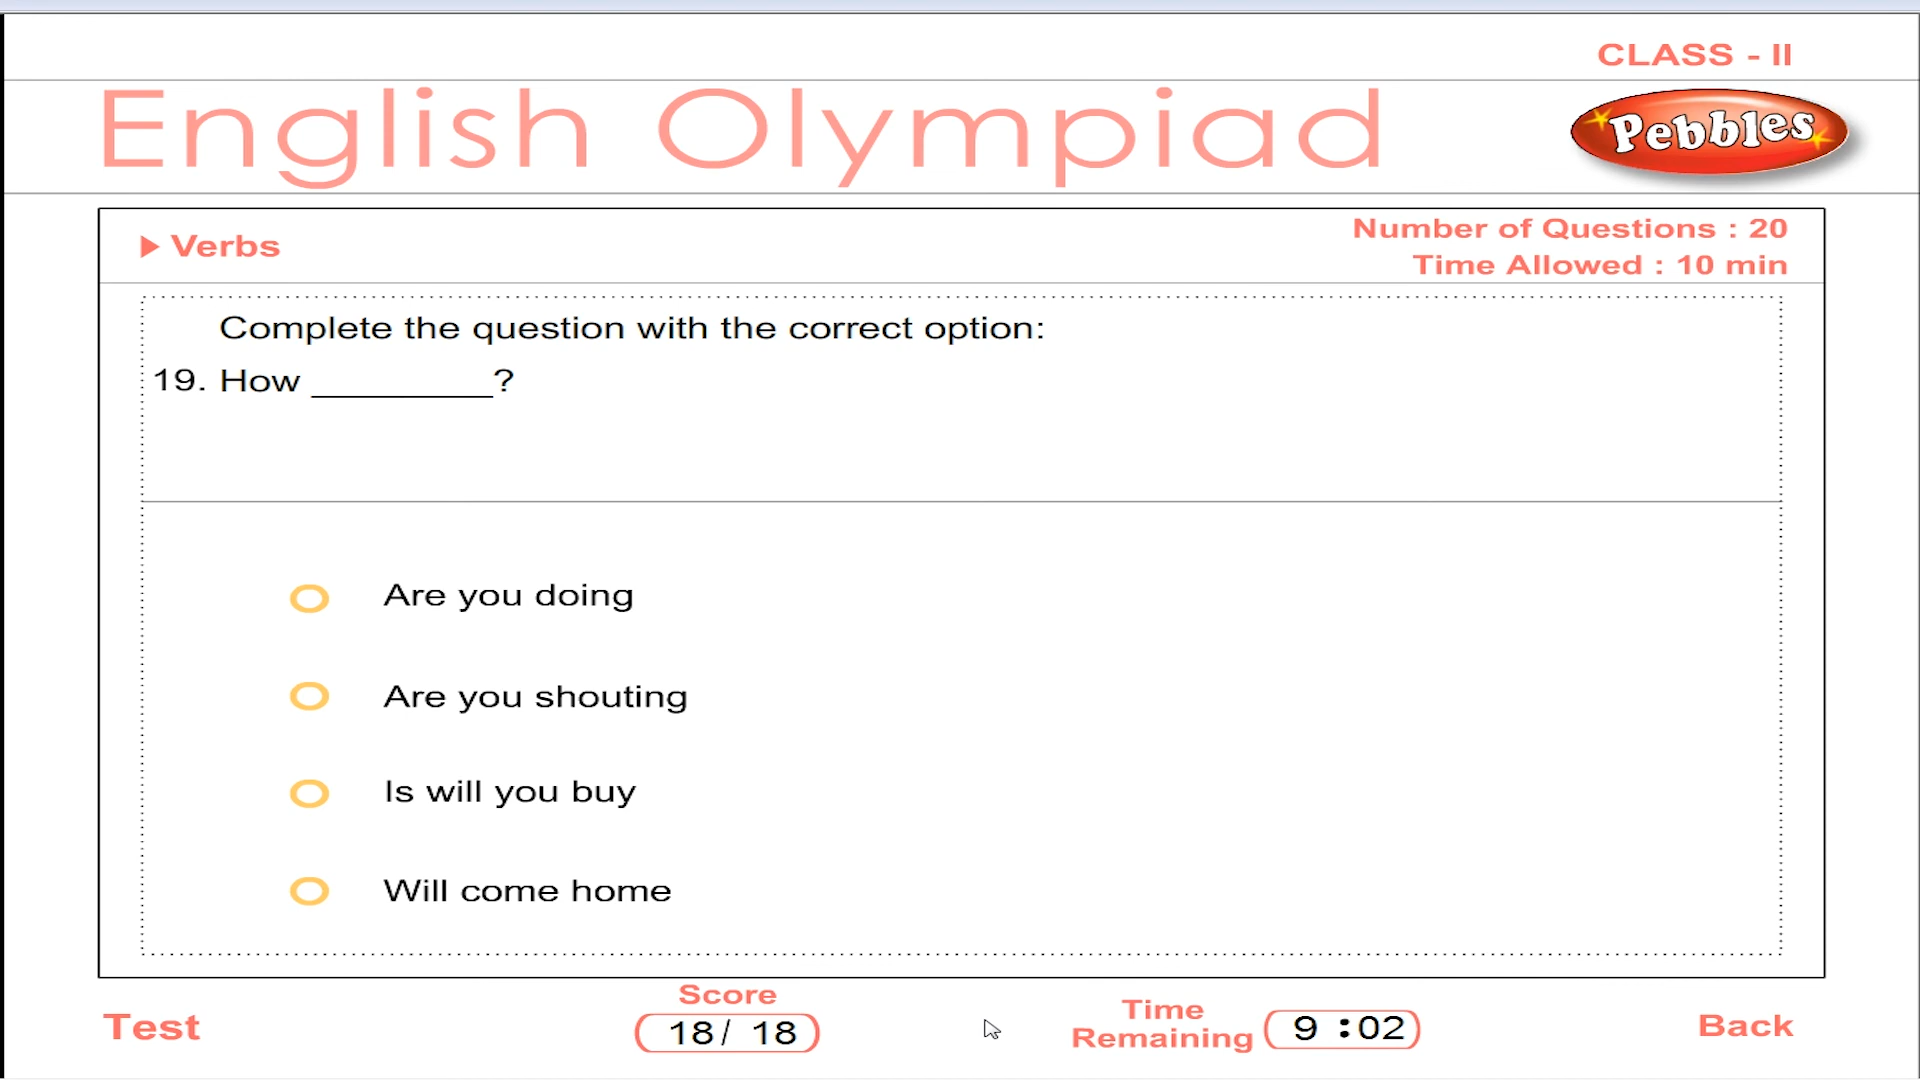 CLASS - II
English Olympiad
Pebbles
Verbs
Number of Questions : 20
Time Allowed : 10 min
Complete the question with the correct option:
19. How __________?
Are you doing
Are you shouting
Is will you buy
Will come home
Test
Score
18/ 18
Time
Remaining
9 :02
Back